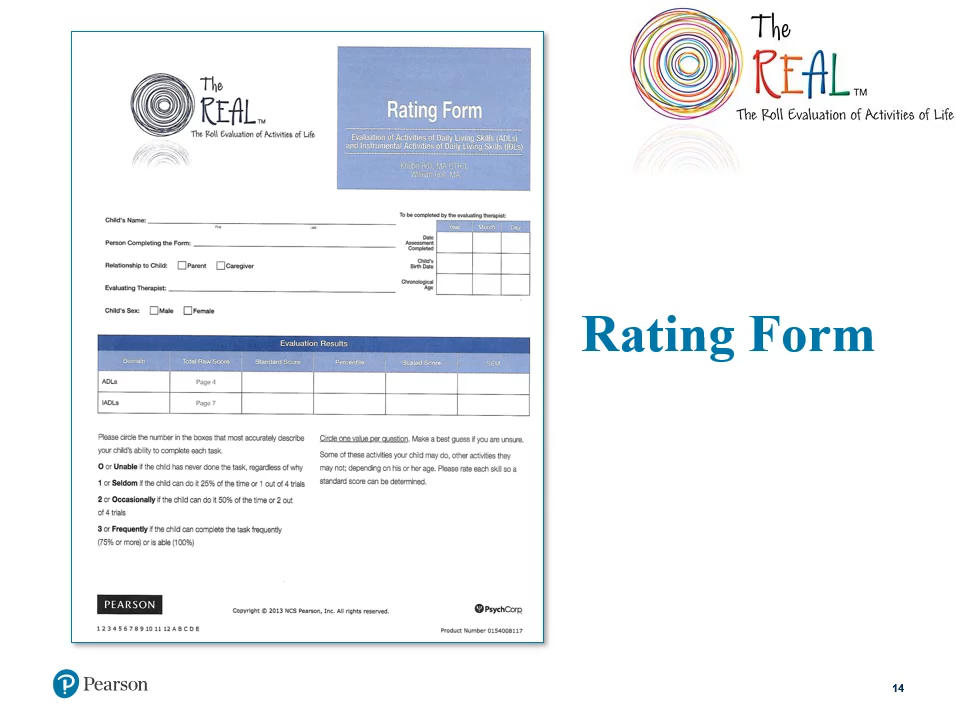 The
REAL™
The Roll Evaluation of Activities of Life
Rating Form
Evaluation of Activities of Daily Living Skills (ADLs)
and Instrumental Activities of Daily Living Skills (IADLs)
William Roll, MA
Child's Name:
First Last
Person Completing the Form:
Relationship to Child: Parent Caregiver
Evaluating Therapist:
Child's Sex: Male Female
To be completed by the evaluating therapist:
Year Month Day
Date
Assessment
Completed
Child's
Birth Date
Chronological
Age
Evaluation Results
Domain Total Raw Score Standard Score Percentile Scaled Score SEM
ADLs Page 4
IADLs Page 7
Please circle the number in the boxes that most accurately describe
your child's ability to complete each task.
0 or Unable if the child has never done the task, regardless of why
1 or Seldom if the child can do it 25% of the time or 1 out of 4 trials
2 or Occasionally if the child can do it 50% of the time or 2 out
of 4 trials
3 or Frequently if the child can complete the task frequently
(75% or more) or is able (100%)
Circle one value per question. Make a best guess if you are unsure.
Some of these activities your child may do, other activities they
may not; depending on his or her age. Please rate each skill so a
standard score can be determined.
PEARSON
Copyright © 2013 NCS Pearson, Inc. All rights reserved.
PsychCorp
1 2 3 4 5 6 7 8 9 10 11 12 A B C D E
Product Number 0154008117
The
REAL™
The Roll Evaluation of Activities of Life
Rating Form
Pearson
14